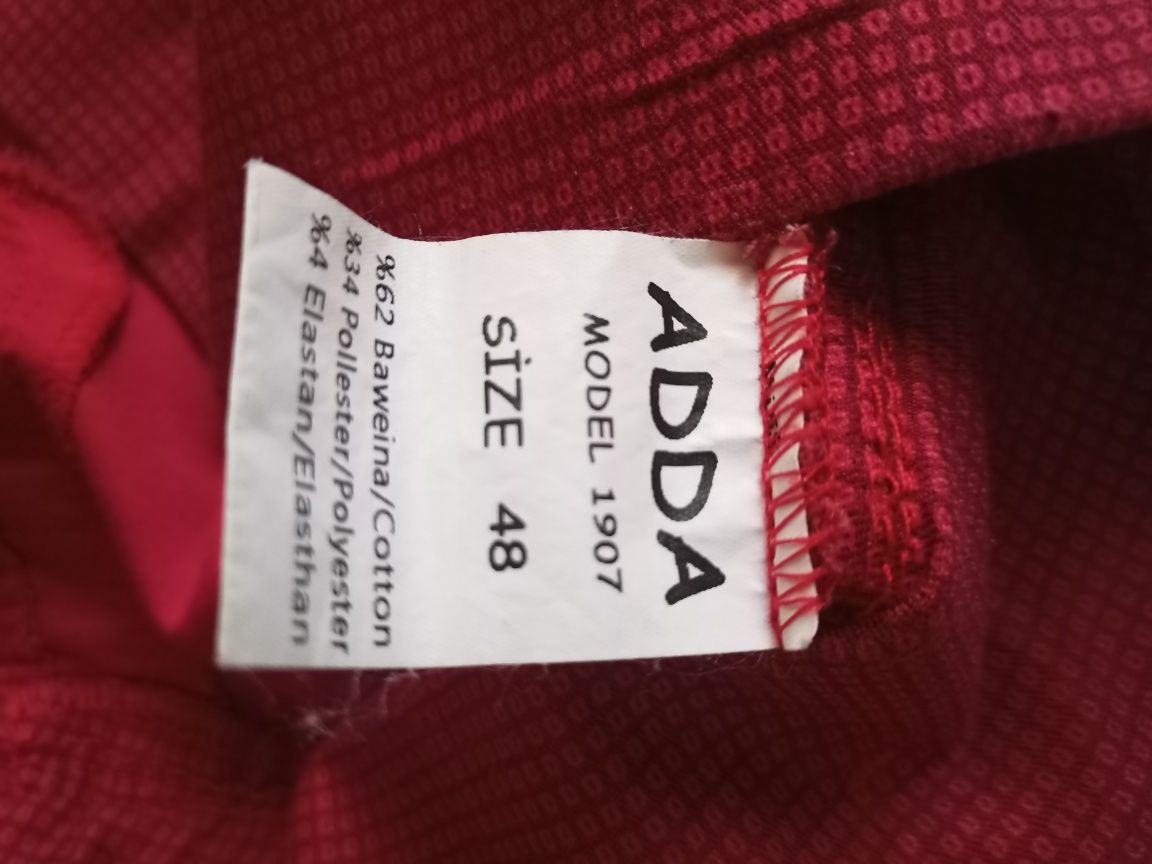 ADDA
MODEL 1907
SİZE 48
%62 Baweina/Cotton
%34 Pollester/Polyester
%4 Elastan/Elasthan